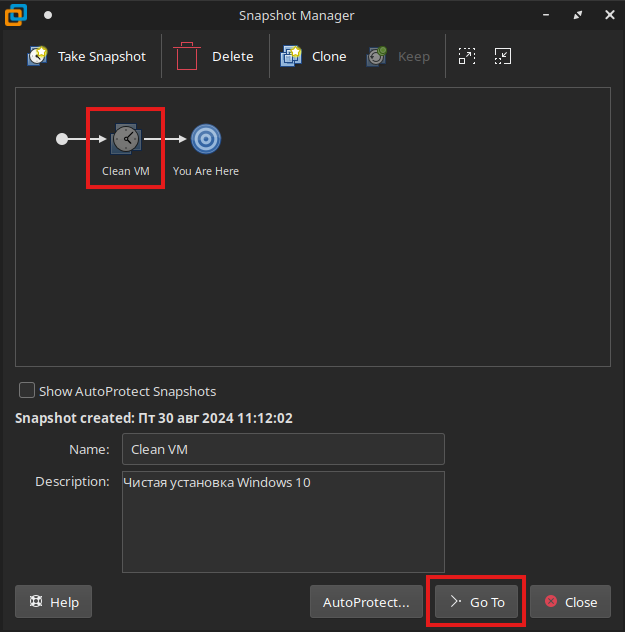 Snapshot Manager
Take Snapshot
Delete
Clone
Keep
Clean VM
You Are Here
Show AutoProtect Snapshots
Snapshot created: Пт 30 авг 2024 11:12:02
Name:
Clean VM
Description:
Чистая установка Windows 10
Help
AutoProtect...
Go To
Close